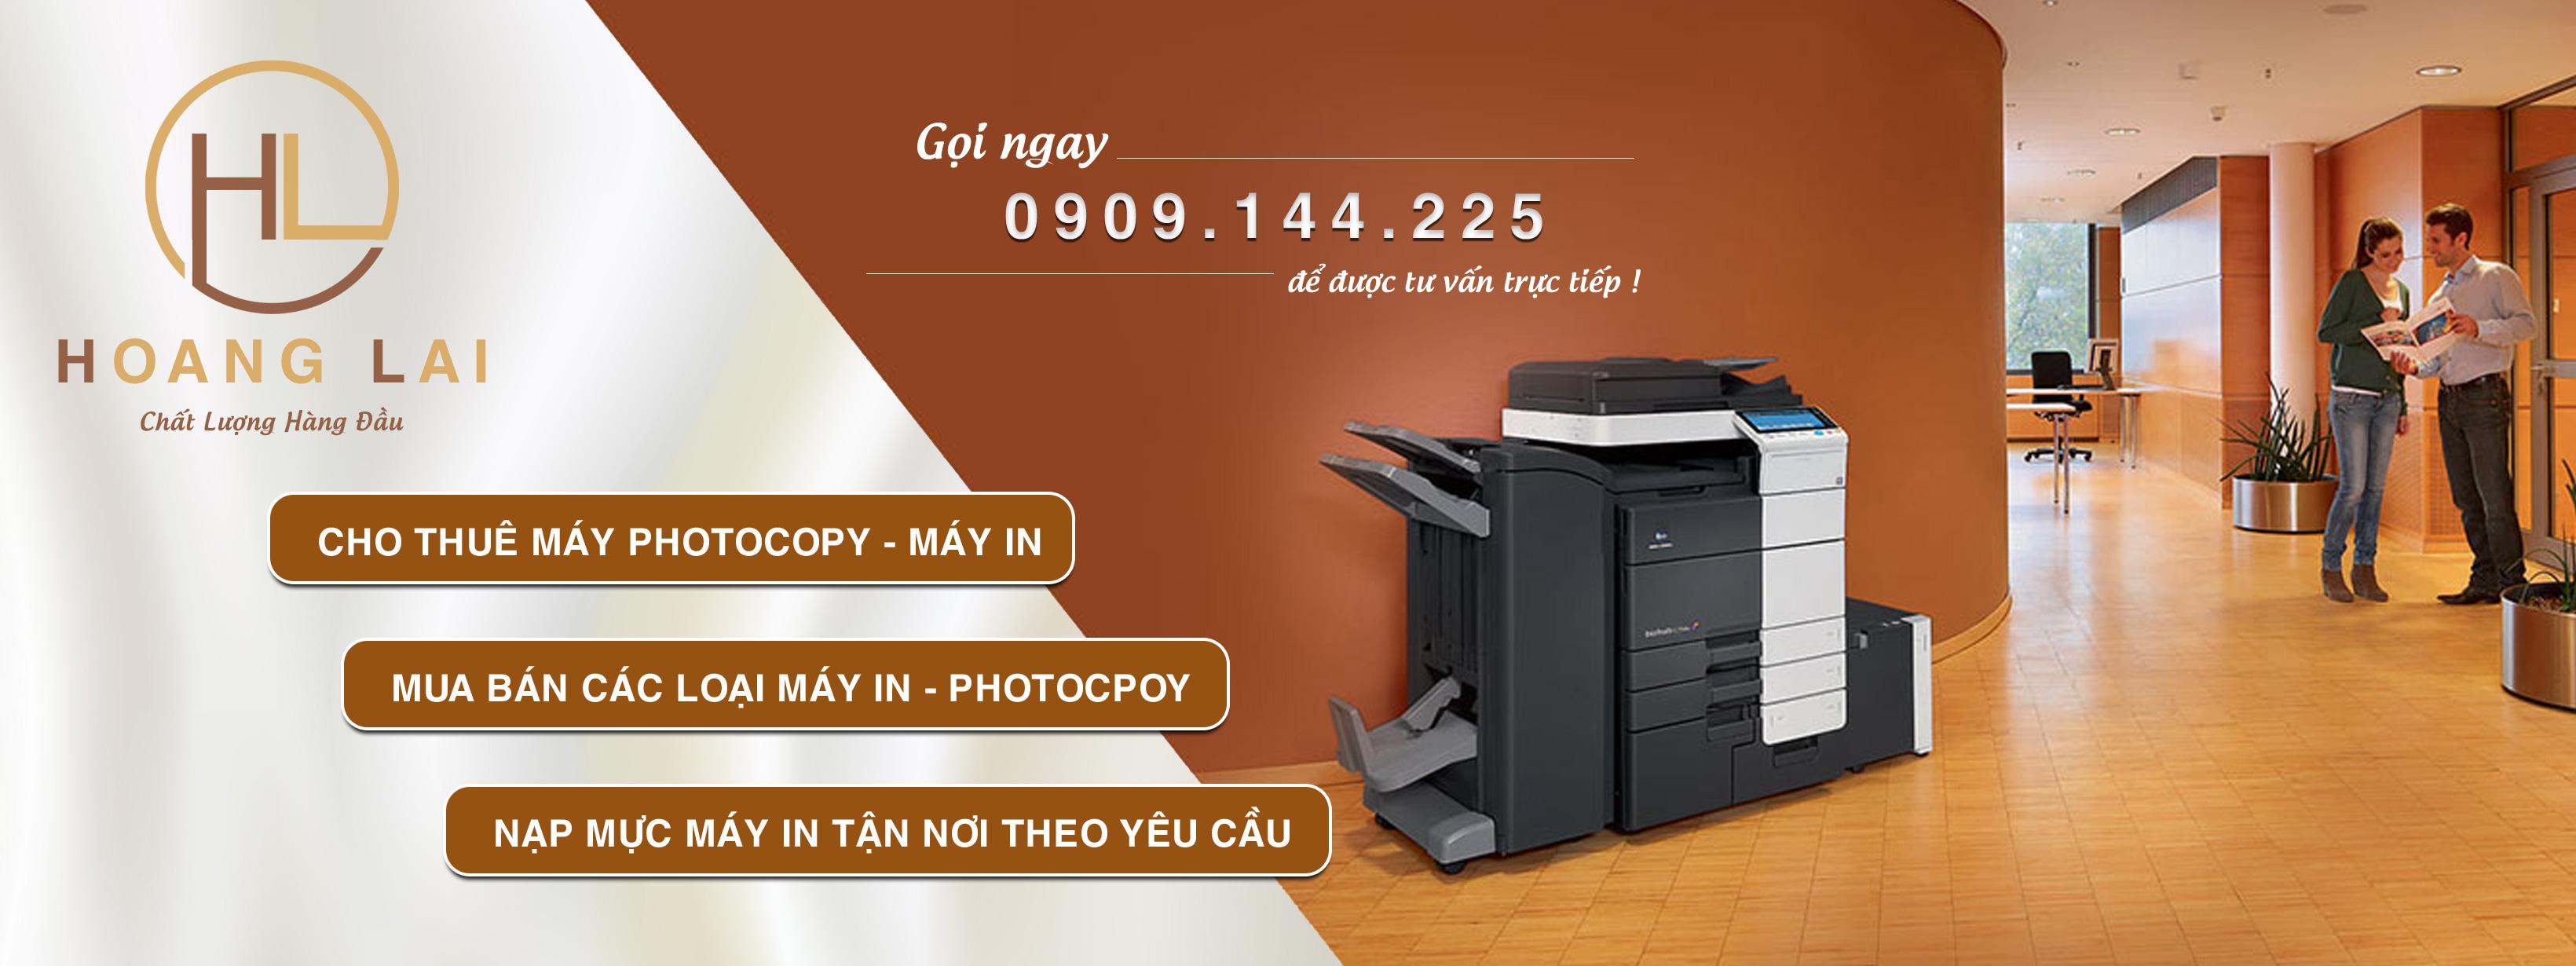 HL
HOANG LAI
Chất Lượng Hàng Đầu
Gọi ngay
0909.144.225
để được tư vấn trực tiếp !
CHO THUÊ MÁY PHOTOCOPY - MÁY IN
MUA BÁN CÁC LOẠI MÁY IN - PHOTOCPOY
NẠP MỰC MÁY IN TẬN NƠI THEO YÊU CẦU